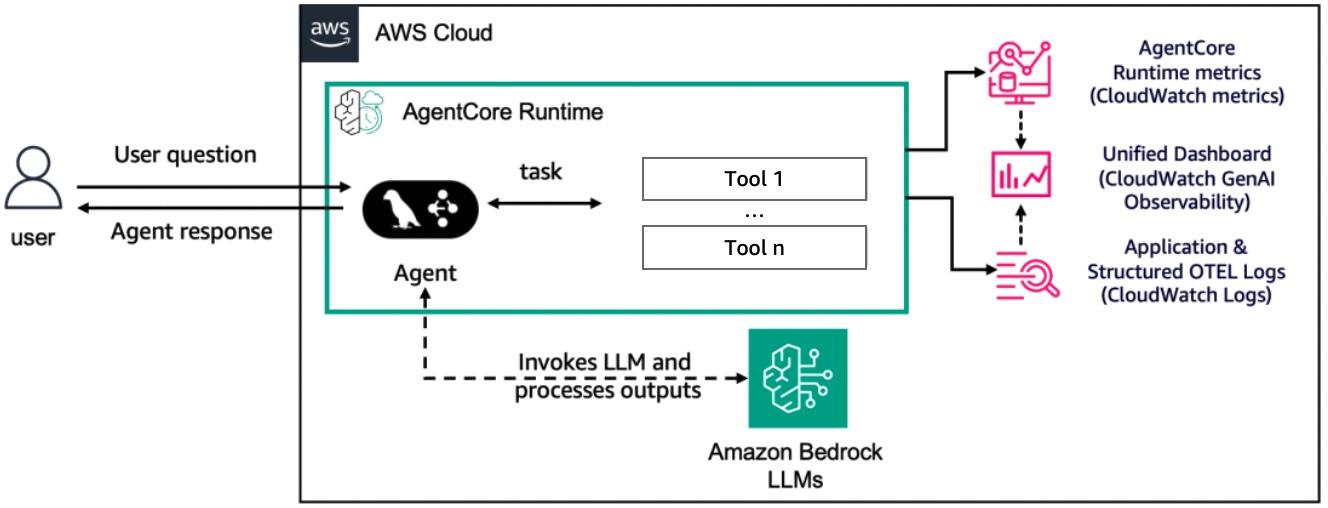 aws
AWS Cloud
AgentCore Runtime
User question
Agent response
user
Agent
task
Tool 1
...
Tool n
Invokes LLM and
processes outputs
Amazon Bedrock
LLMs
AgentCore
Runtime metrics
(CloudWatch metrics)
Unified Dashboard
(CloudWatch GenAI
Observability)
Application &
Structured OTEL Logs
(CloudWatch Logs)